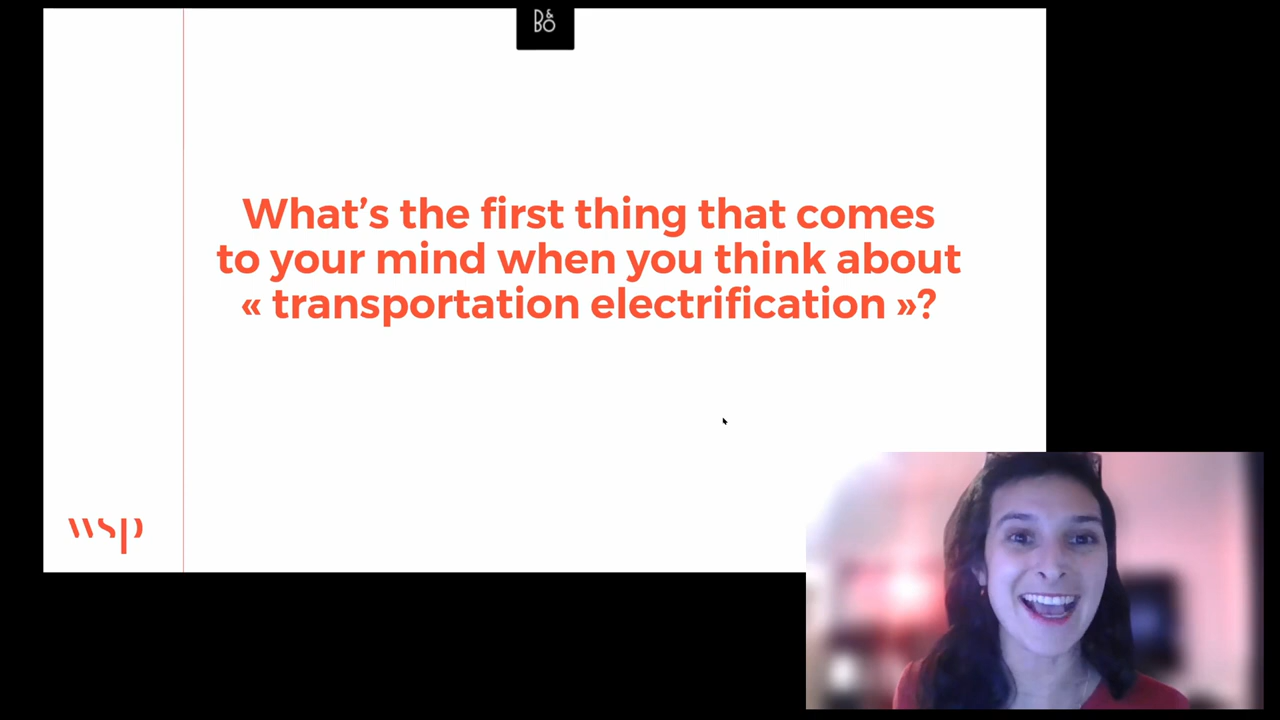 B&O
What's the first thing that comes
to your mind when you think about
« transportation electrification »?
wsp